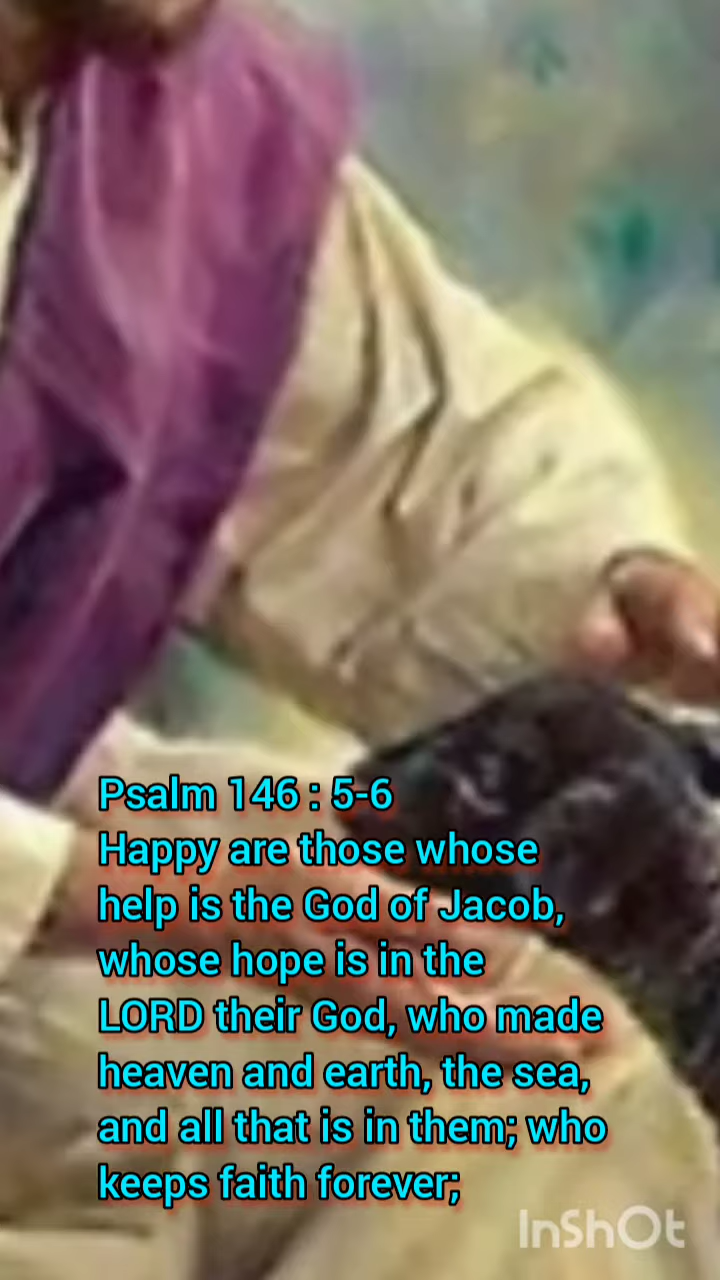 Psalm 146 : 5-6
Happy are those whose
help is the God of Jacob,
whose hope is in the
LORD their God, who made
heaven and earth, the sea,
and all that is in them; who
keeps faith forever;
InShOt